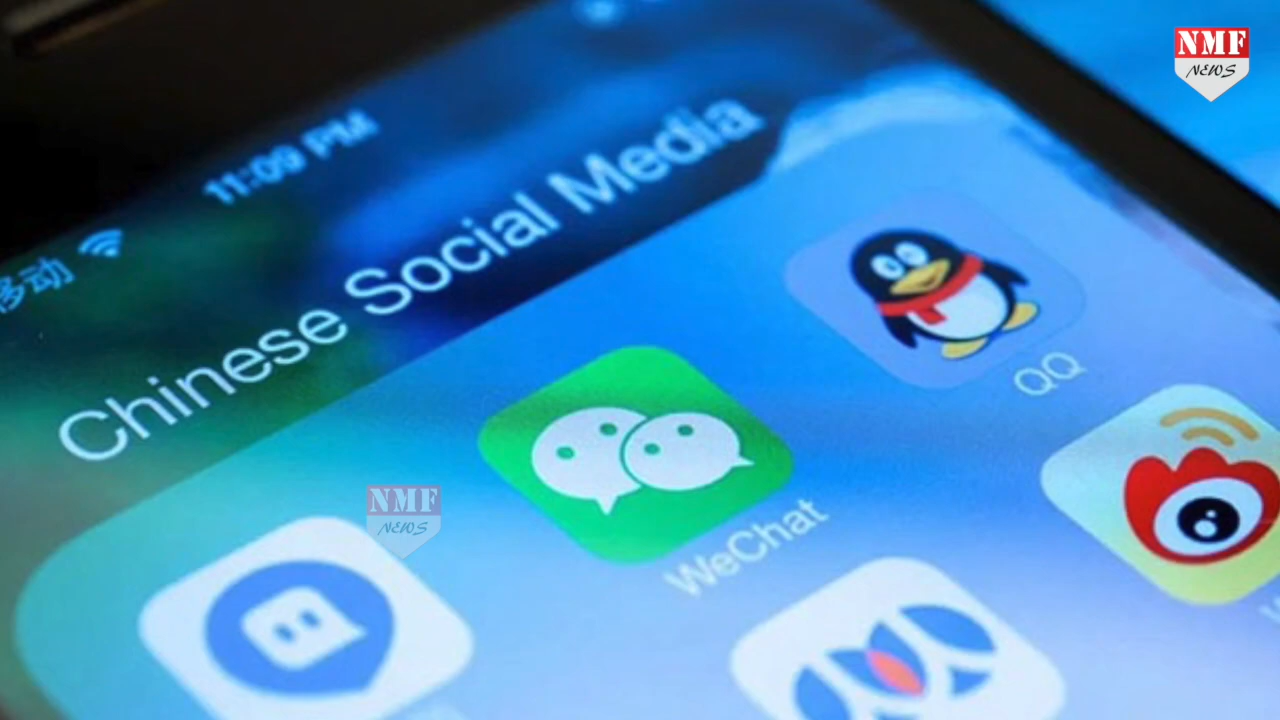 NMF
NEWS
11:09 PM
移动
Chinese Social Media
QQ
WeChat
NMF
NEWS